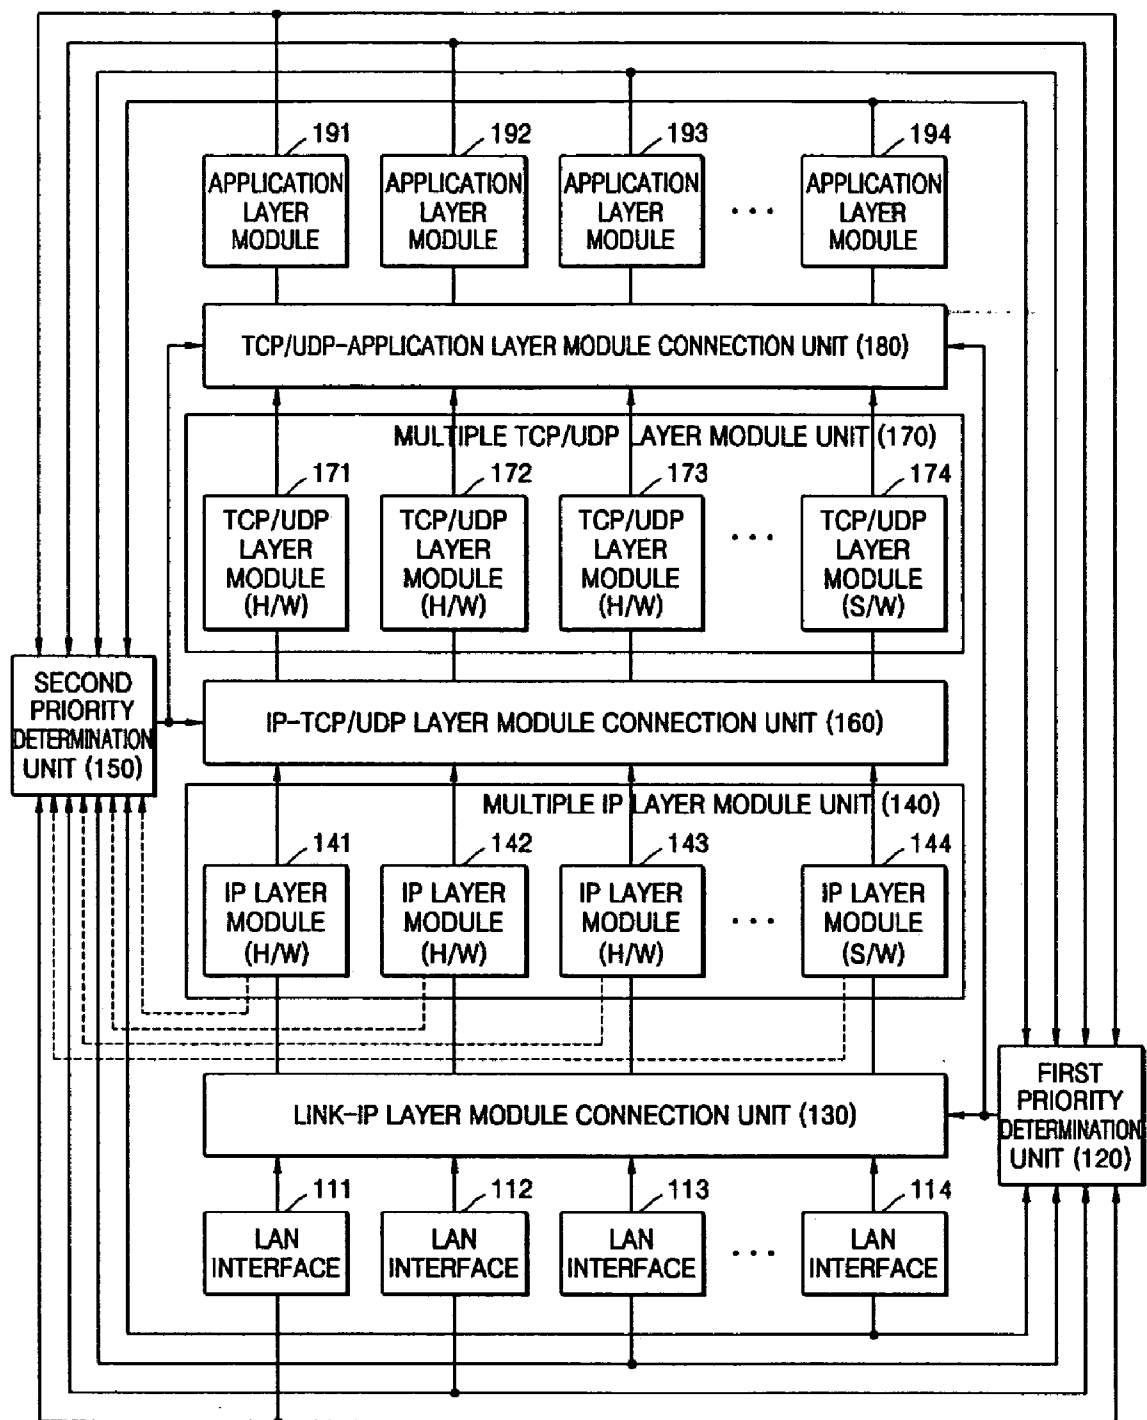 191
192
193
194
APPLICATION
LAYER
MODULE
APPLICATION
LAYER
MODULE
APPLICATION
LAYER
MODULE
...
APPLICATION
LAYER
MODULE
TCP/UDP-APPLICATION LAYER MODULE CONNECTION UNIT (180)
MULTIPLE TCP/UDP LAYER MODULE UNIT (170)
171
172
173
174
TCP/UDP
LAYER
MODULE
(H/W)
TCP/UDP
LAYER
MODULE
(H/W)
TCP/UDP
LAYER
MODULE
(H/W)
...
TCP/UDP
LAYER
MODULE
(S/W)
SECOND
PRIORITY
DETERMINATION
UNIT (150)
IP-TCP/UDP LAYER MODULE CONNECTION UNIT (160)
MULTIPLE IP LAYER MODULE UNIT (140)
141
142
143
144
IP LAYER
MODULE
(H/W)
IP LAYER
MODULE
(H/W)
IP LAYER
MODULE
(H/W)
...
IP LAYER
MODULE
(S/W)
LINK-IP LAYER MODULE CONNECTION UNIT (130)
FIRST
PRIORITY
DETERMINATION
UNIT (120)
111
112
113
114
LAN
INTERFACE
LAN
INTERFACE
LAN
INTERFACE
...
LAN
INTERFACE